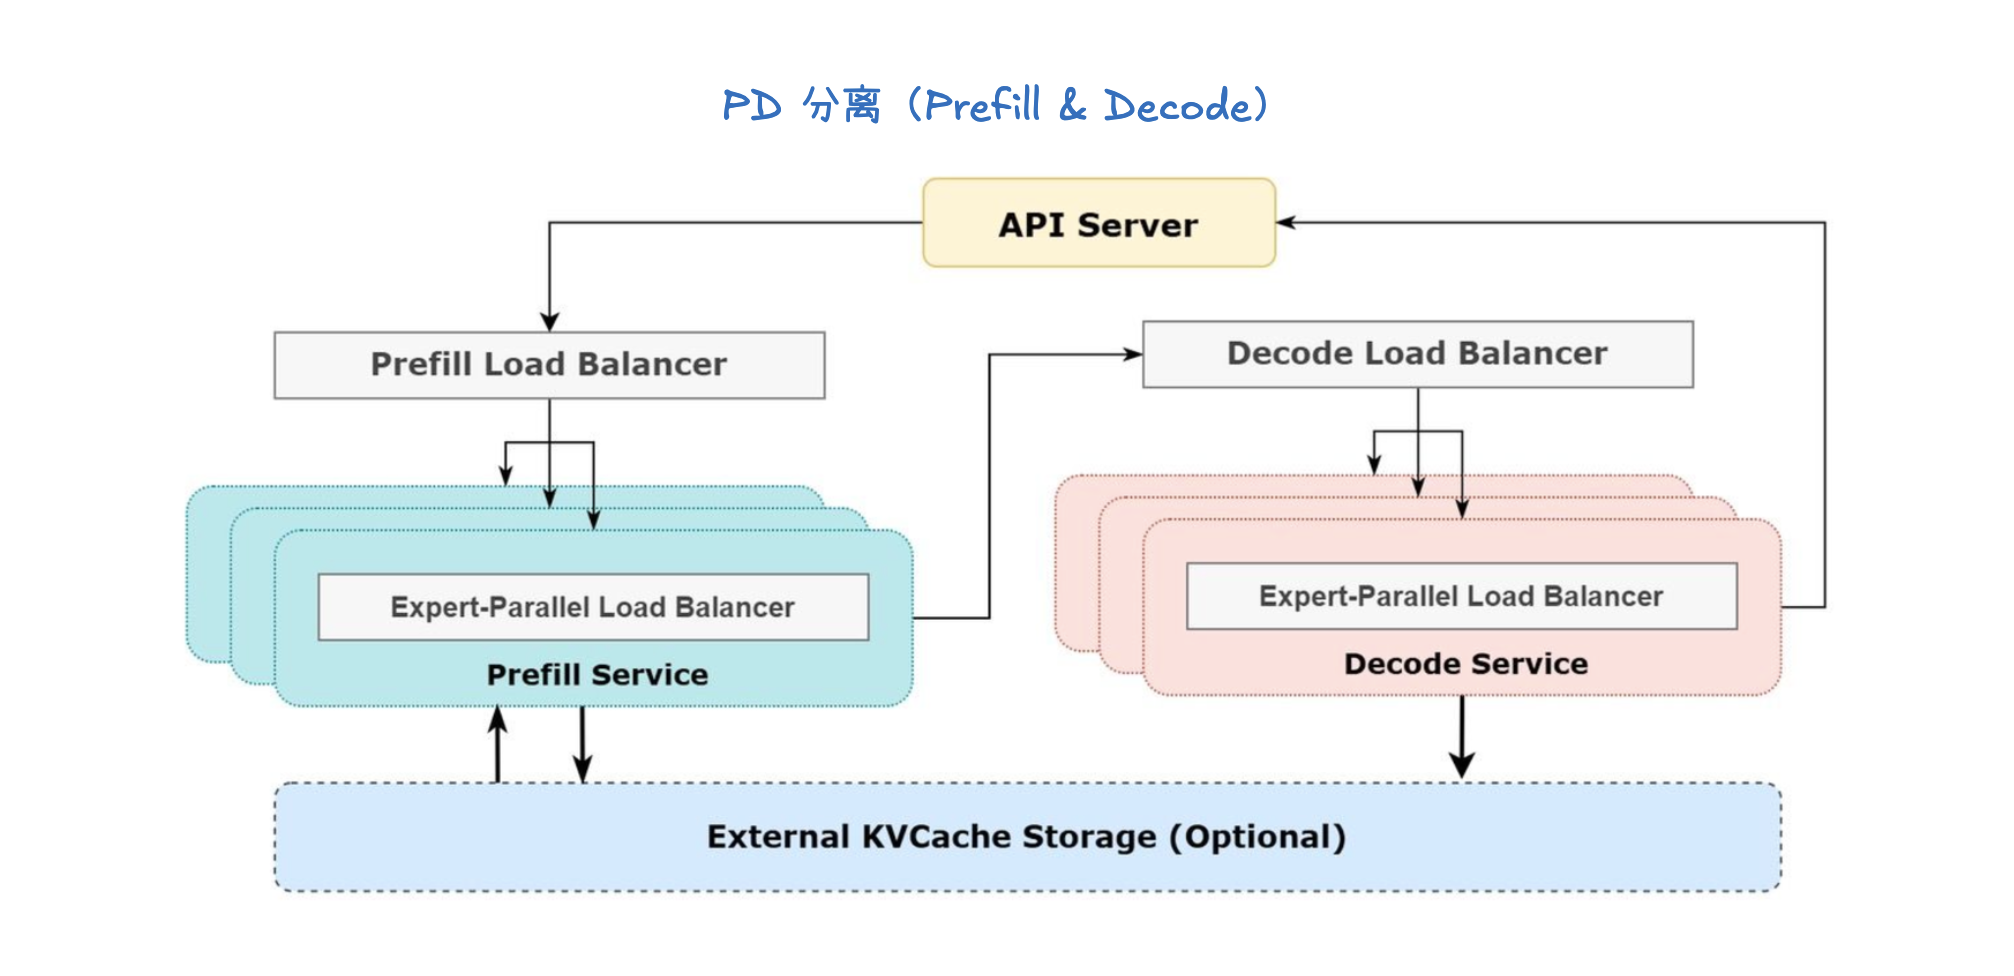 PD 分离 (Prefill & Decode)
API Server
Prefill Load Balancer
Decode Load Balancer
Expert-Parallel Load Balancer
Prefill Service
Expert-Parallel Load Balancer
Decode Service
External KVCache Storage (Optional)